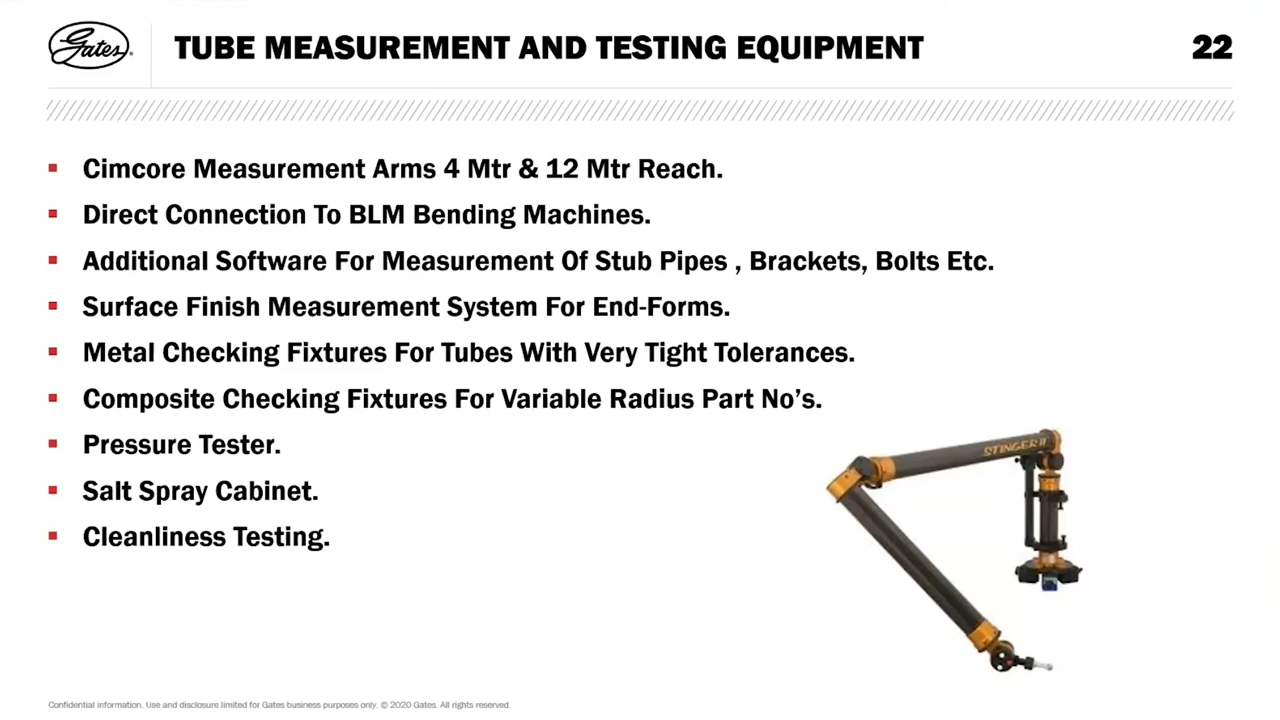 Gates
TUBE MEASUREMENT AND TESTING EQUIPMENT
22
Cimcore Measurement Arms 4 Mtr & 12 Mtr Reach.
Direct Connection To BLM Bending Machines.
Additional Software For Measurement Of Stub Pipes , Brackets, Bolts Etc.
Surface Finish Measurement System For End-Forms.
Metal Checking Fixtures For Tubes With Very Tight Tolerances.
Composite Checking Fixtures For Variable Radius Part No’s.
Pressure Tester.
Salt Spray Cabinet.
Cleanliness Testing.
STINGER II
Confidential information. Use and disclosure limited for Gates business purposes only. © 2020 Gates. All rights reserved.